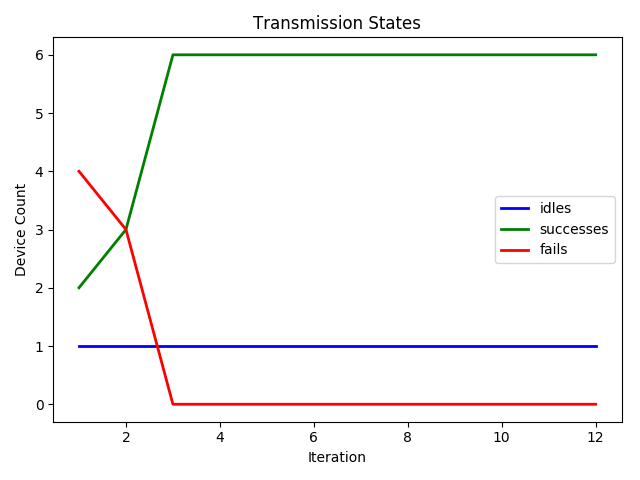 Transmission States
Device Count
6
5
4
3
2
1
0
idles
successes
fails
2 4 6 8 10 12
Iteration